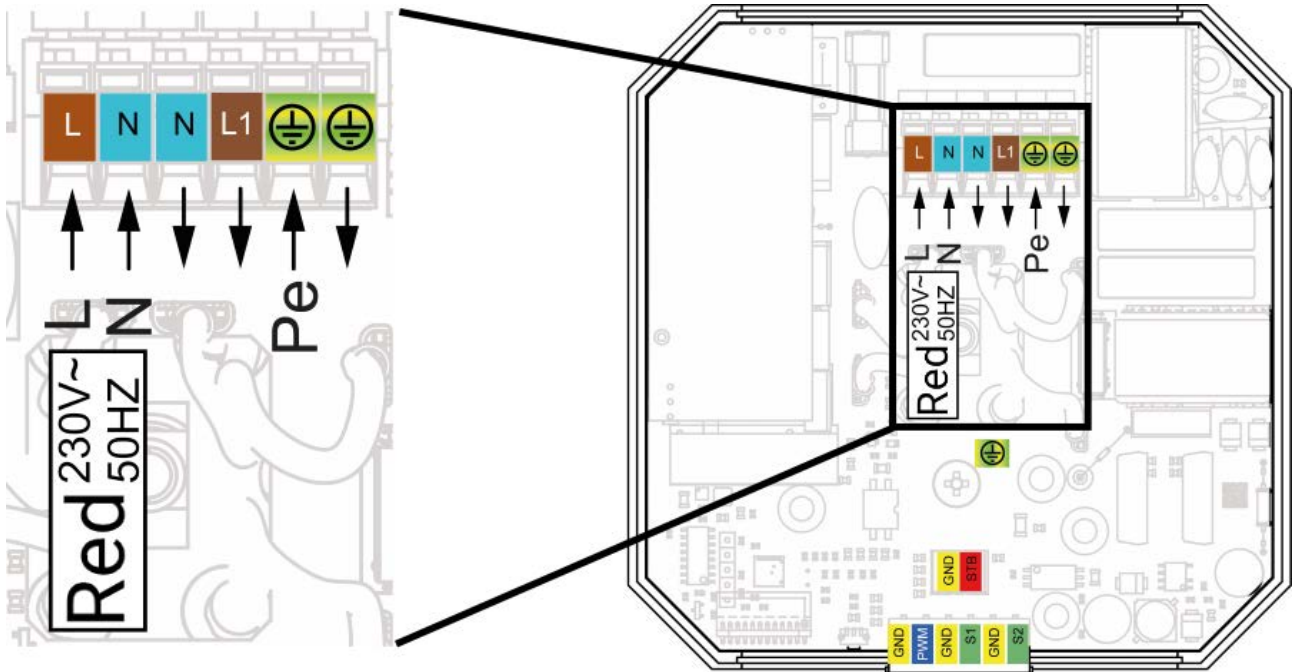 L N N L1
L
N
Pe
Red 230V~
50HZ
L N N L1
L
N
Pe
Red 230V~
50HZ
GND STB
GND PWM GND S1 GND S2